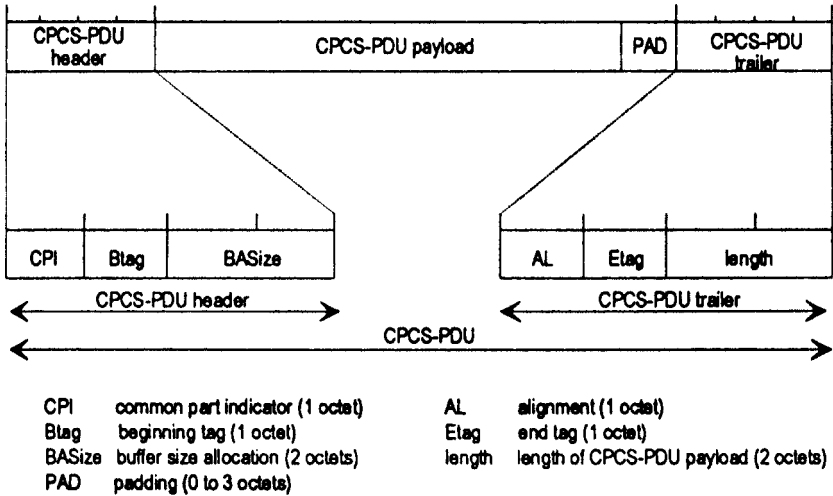 CPCS-PDU header
CPCS-PDU payload
PAD
CPCS-PDU trailer
CPI
Btag
BASize
AL
Etag
length
CPCS-PDU header
CPCS-PDU trailer
CPCS-PDU
CPI common part indicator (1 octet)
Btag beginning tag (1 octet)
BASize buffer size allocation (2 octets)
PAD padding (0 to 3 octets)
AL alignment (1 octet)
Etag end tag (1 octet)
length length of CPCS-PDU payload (2 octets)